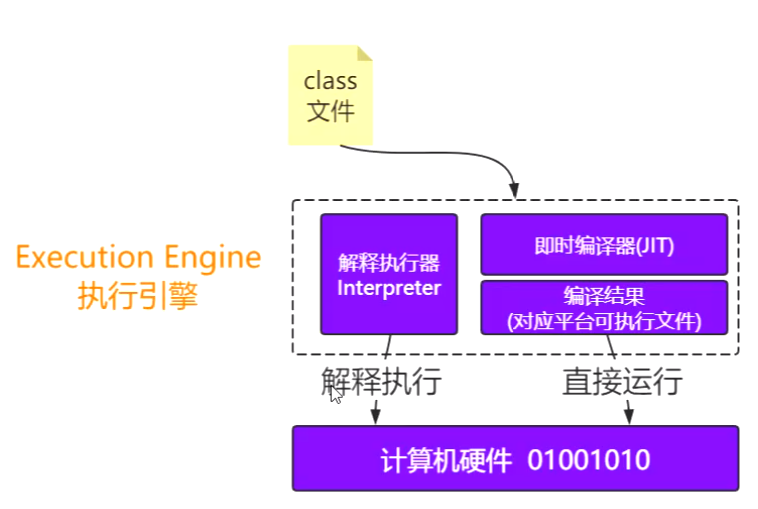 class
文件
Execution Engine
执行引擎
解释执行器
Interpreter
即时编译器(JIT)
编译结果
(对应平台可执行文件)
解释执行
直接运行
计算机硬件 01001010